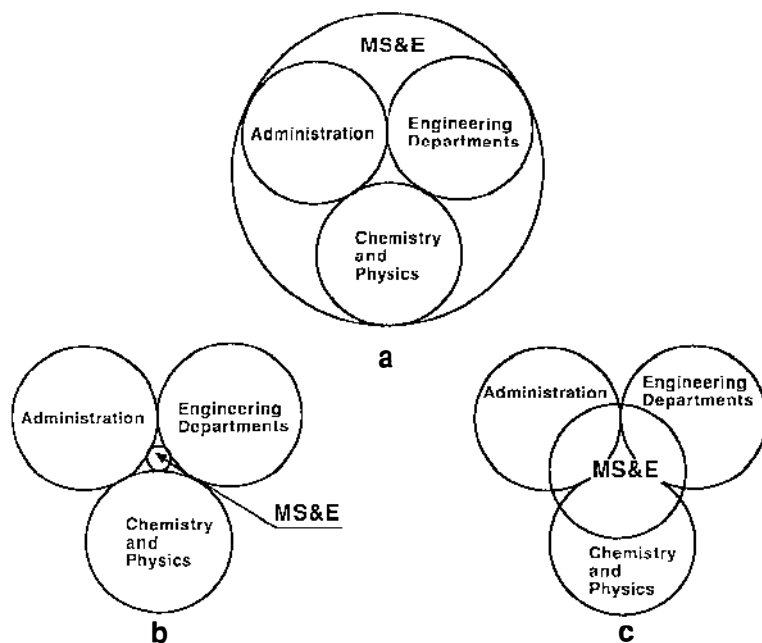 MS&E
Administration
Engineering
Departments
Chemistry
and
Physics
a
Administration
Engineering
Departments
MS&E
Chemistry
and
Physics
b
Administration
Engineering
Departments
MS&E
Chemistry
and
Physics
c